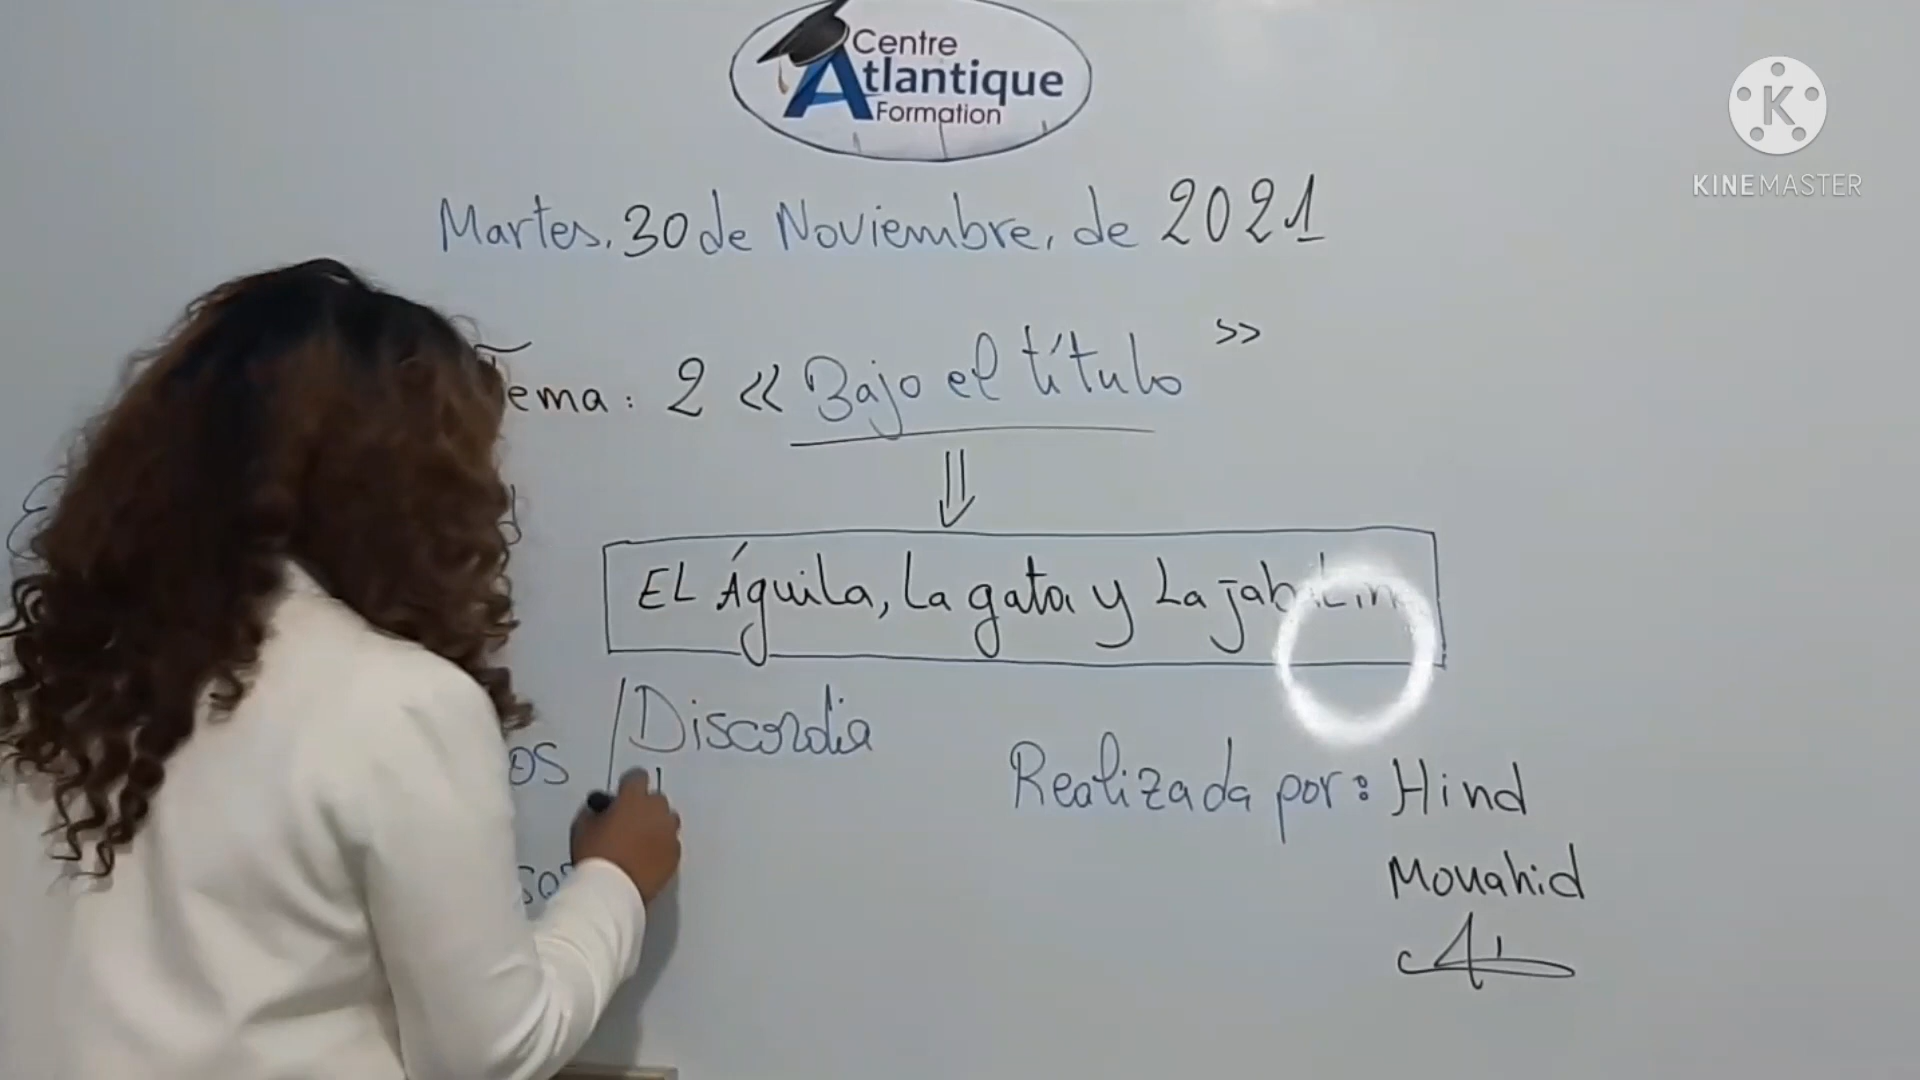 Centre
Atlantique
Formation
KINEMASTER
Martes, 30 de Noviembre, de 2021
Tema: 2 << Bajo el título >>
EL Águila, La gata y La
Discordia
Realizada por: Hind
Mouahid